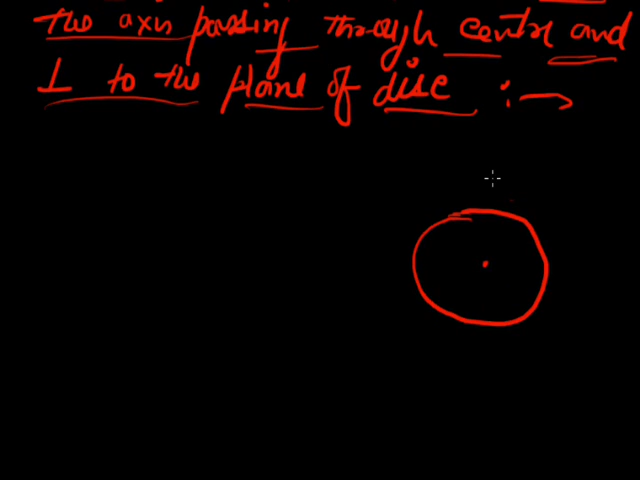 the axis passing through centre and
⊥ to the plane of disc :→